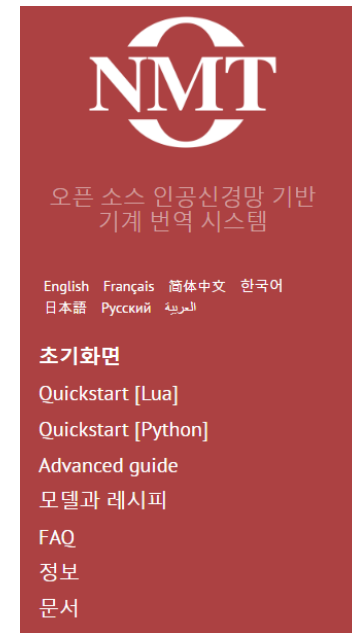 NMT
오픈 소스 인공신경망 기반
기계 번역 시스템
English Français 简体中文 한국어
日本語 Русский العربية
초기화면
Quickstart [Lua]
Quickstart [Python]
Advanced guide
모델과 레시피
FAQ
정보
문서